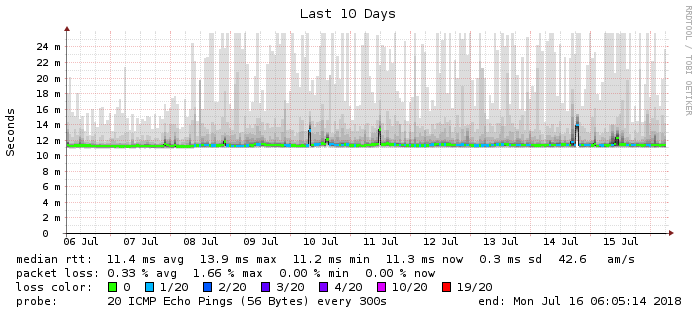 Last 10 Days
RRDTOOL / TOBI OETIKER
Seconds
24 m
22 m
20 m
18 m
16 m
14 m
12 m
10 m
8 m
6 m
4 m
2 m
0
06 Jul 07 Jul 08 Jul 09 Jul 10 Jul 11 Jul 12 Jul 13 Jul 14 Jul 15 Jul
median rtt: 11.4 ms avg 13.9 ms max 11.2 ms min 11.3 ms now 0.3 ms sd 42.6 am/s
packet loss: 0.33 % avg 1.66 % max 0.00 % min 0.00 % now
loss color: 0 1/20 2/20 3/20 4/20 10/20 19/20
probe: 20 ICMP Echo Pings (56 Bytes) every 300s end: Mon Jul 16 06:05:14 2018